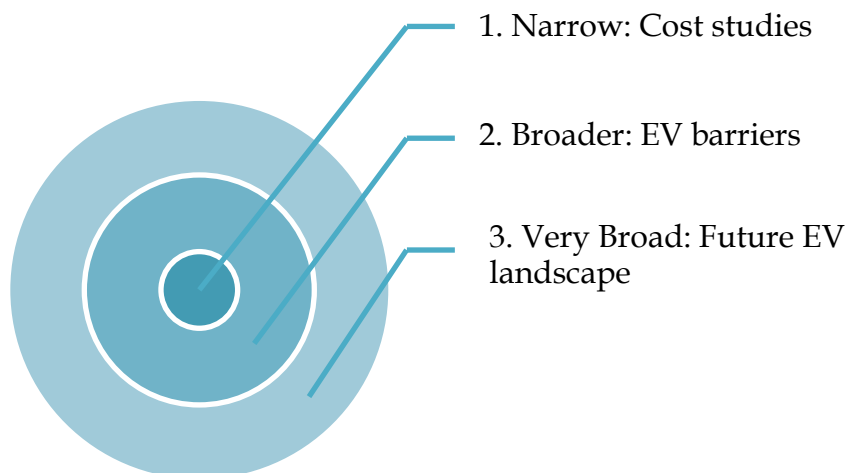 1. Narrow: Cost studies
2. Broader: EV barriers
3. Very Broad: Future EV
landscape